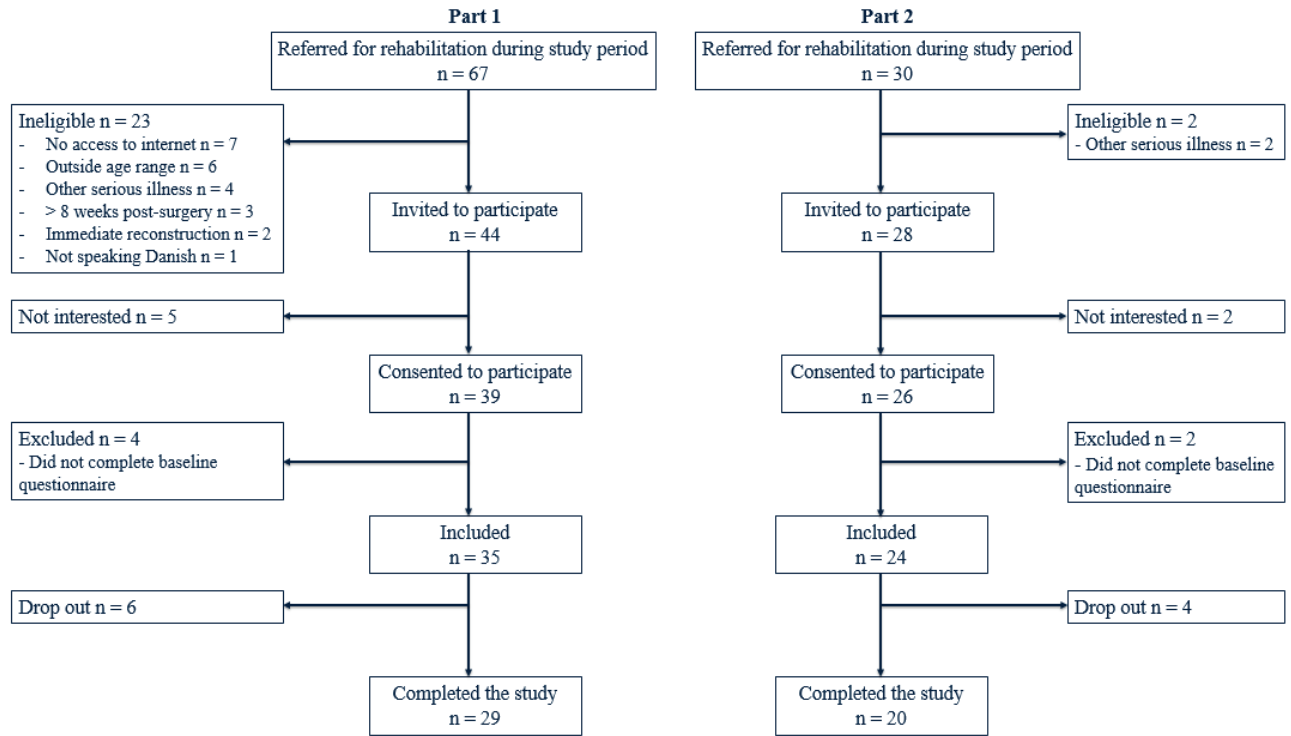 Part 1
Referred for rehabilitation during study period
n = 67
Ineligible n = 23
- No access to internet n = 7
- Outside age range n = 6
- Other serious illness n = 4
- > 8 weeks post-surgery n = 3
- Immediate reconstruction n = 2
- Not speaking Danish n = 1
Invited to participate
n = 44
Not interested n = 5
Consented to participate
n = 39
Excluded n = 4
- Did not complete baseline
questionnaire
Included
n = 35
Drop out n = 6
Completed the study
n = 29
Part 2
Referred for rehabilitation during study period
n = 30
Ineligible n = 2
- Other serious illness n = 2
Invited to participate
n = 28
Not interested n = 2
Consented to participate
n = 26
Excluded n = 2
- Did not complete baseline
questionnaire
Included
n = 24
Drop out n = 4
Completed the study
n = 20